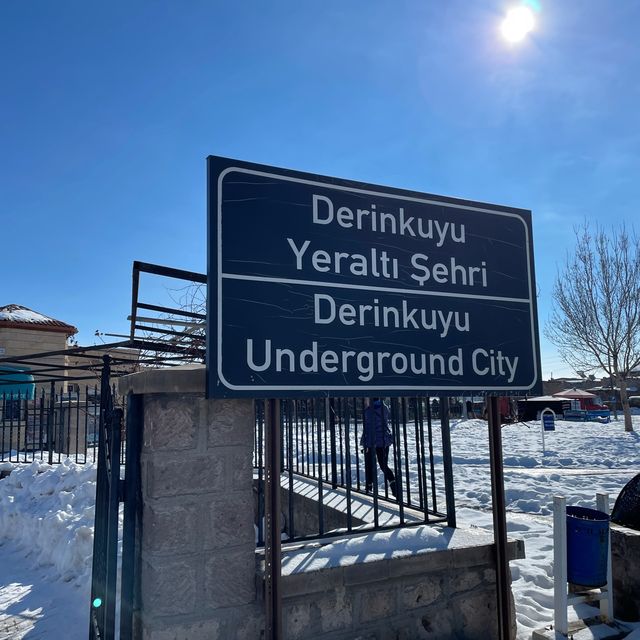 Derinkuyu
Yeraltı Şehri
Derinkuyu
Underground City